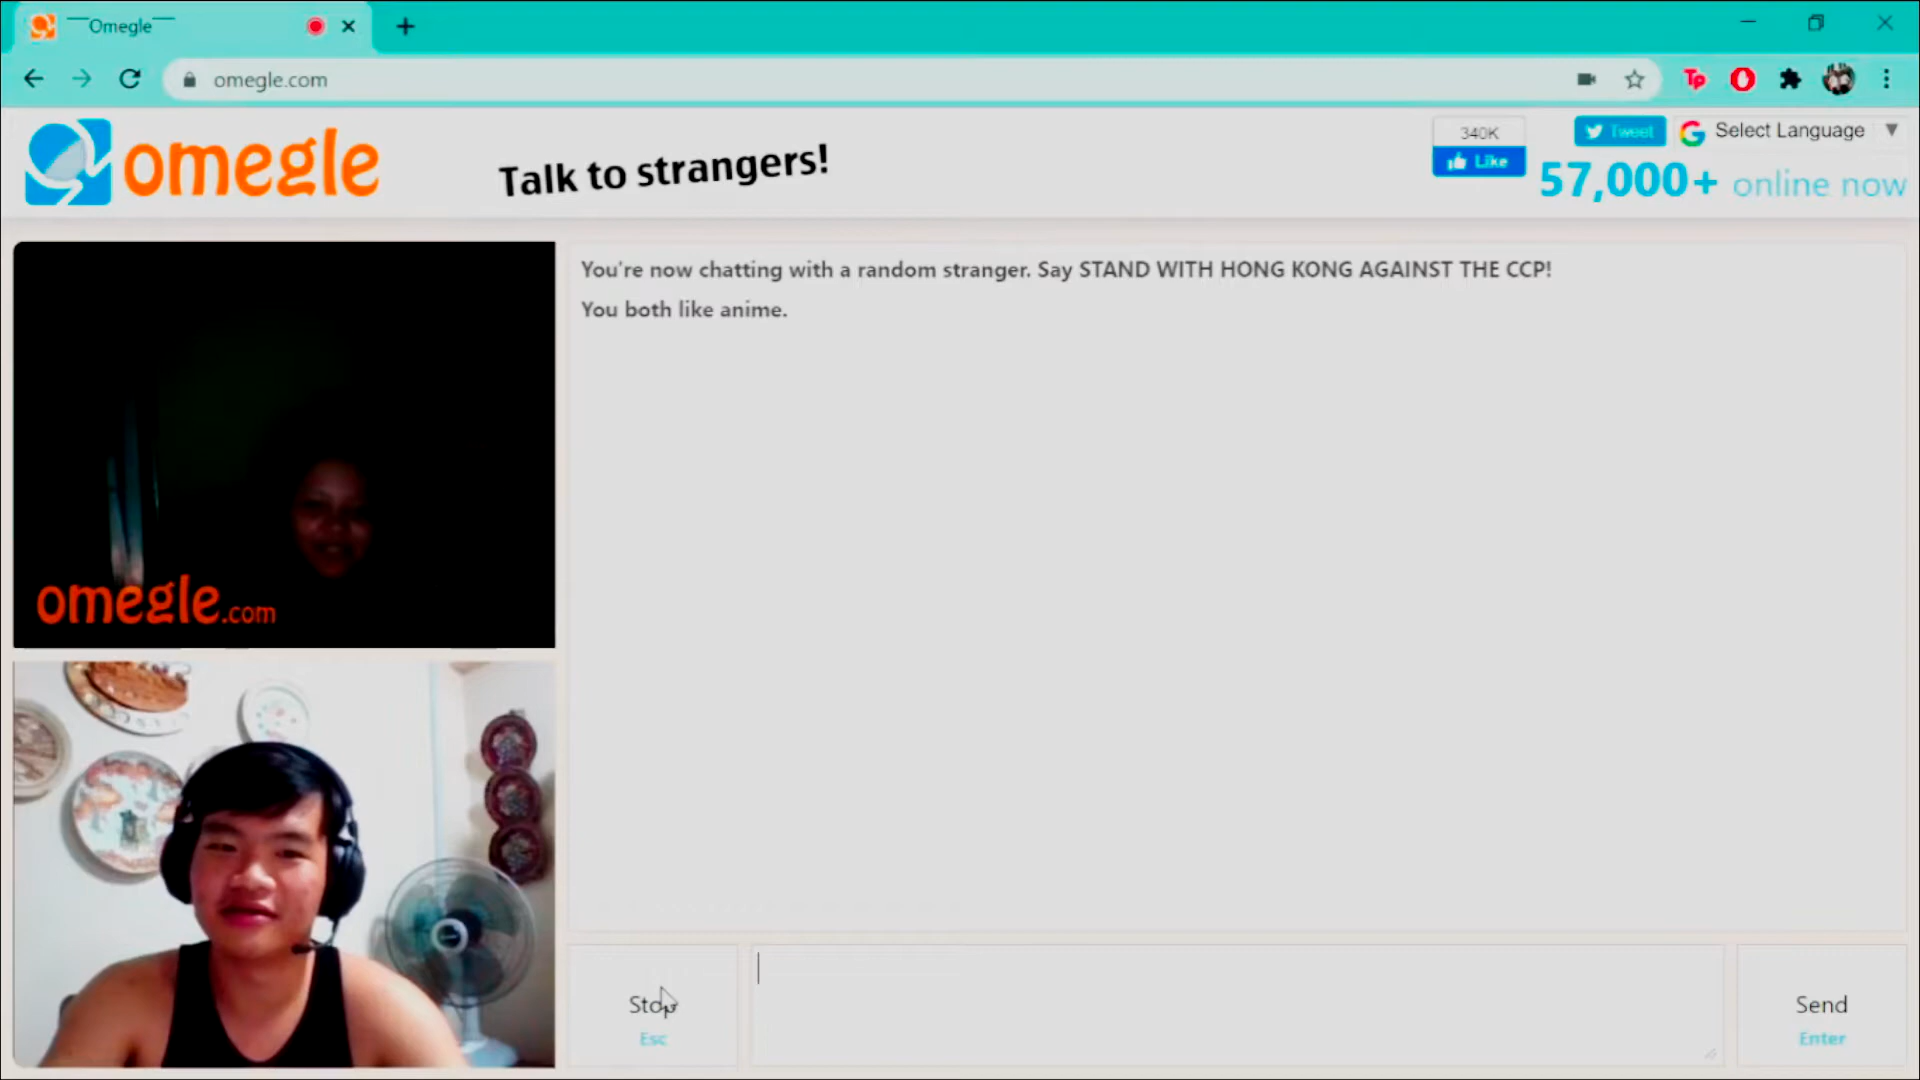 Omegle
omegle.com
omegle
Talk to strangers!
340K
Like
Tweet
Select Language
57,000+ online now
You're now chatting with a random stranger. Say STAND WITH HONG KONG AGAINST THE CCP!
You both like anime.
omegle.com
Stop
Esc
Send
Enter